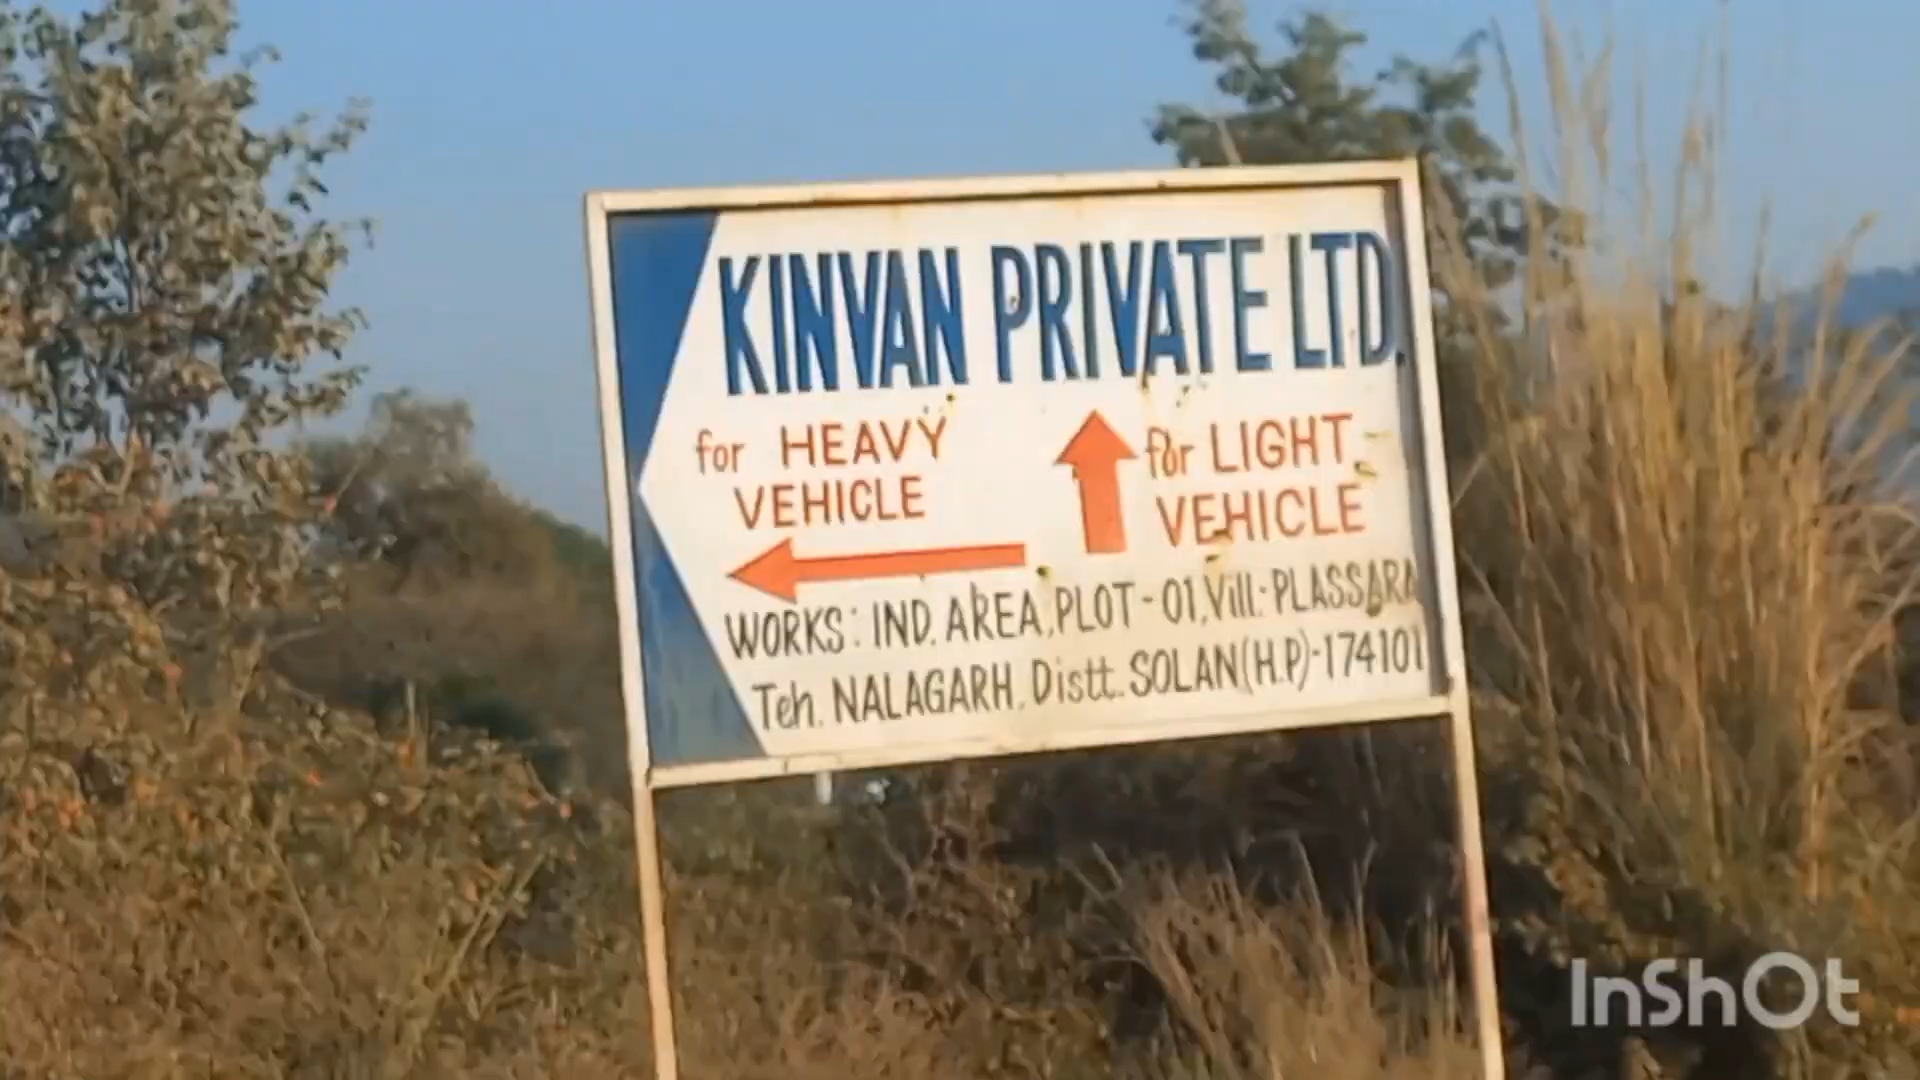 KINVAN PRIVATE LTD.
for HEAVY
VEHICLE
for LIGHT
VEHICLE
WORKS: IND. AREA, PLOT-01, Vill:- PLASSARA
Teh. NALAGARH, Distt. SOLAN (H.P)-174101
InShOt